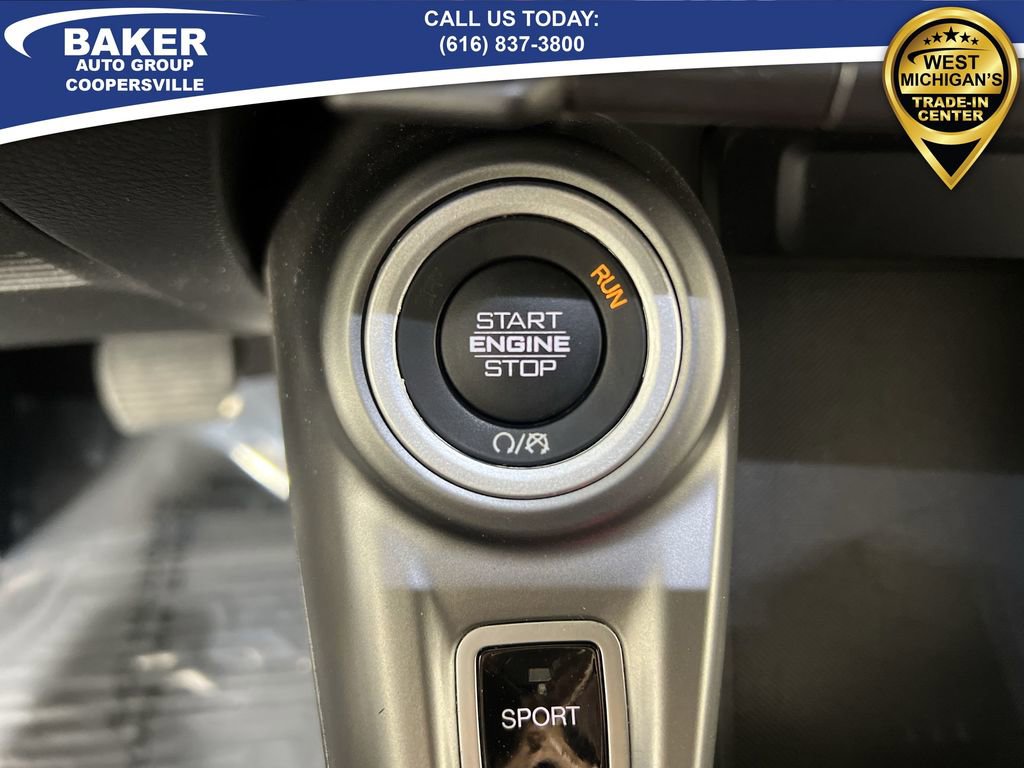 BAKER
AUTO GROUP
COOPERSVILLE
CALL US TODAY:
(616) 837-3800
WEST
MICHIGAN'S
TRADE-IN
CENTER
RUN
START
ENGINE
STOP
SPORT